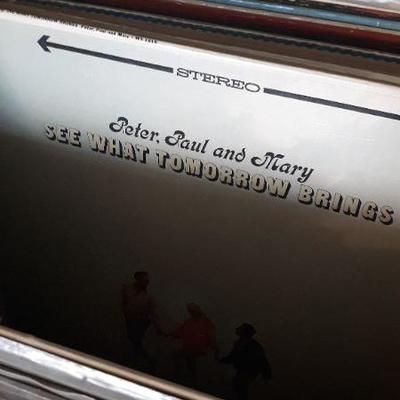 STEREO
Peter, Paul and Mary
SEE WHAT TOMORROW BRINGS